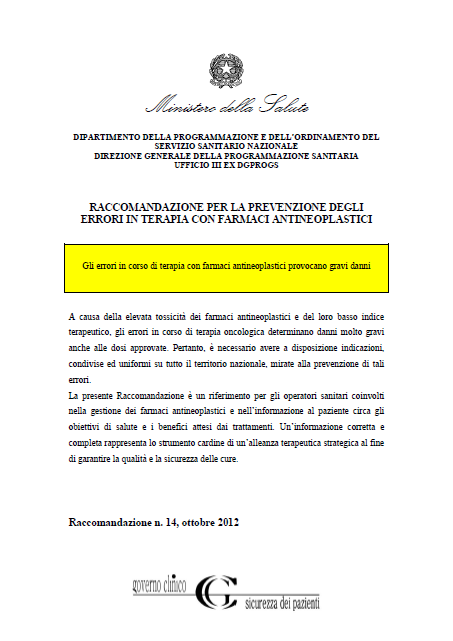 Ministero della Salute
DIPARTIMENTO DELLA PROGRAMMAZIONE E DELL'ORDINAMENTO DEL
SERVIZIO SANITARIO NAZIONALE
DIREZIONE GENERALE DELLA PROGRAMMAZIONE SANITARIA
UFFICIO III EX DGPROGS
RACCOMANDAZIONE PER LA PREVENZIONE DEGLI
ERRORI IN TERAPIA CON FARMACI ANTINEOPLASTICI
Gli errori in corso di terapia con farmaci antineoplastici provocano gravi danni
A causa della elevata tossicità dei farmaci antineoplastici e del loro basso indice
terapeutico, gli errori in corso di terapia oncologica determinano danni molto gravi
anche alle dosi approvate. Pertanto, è necessario avere a disposizione indicazioni,
condivise ed uniformi su tutto il territorio nazionale, mirate alla prevenzione di tali
errori.
La presente Raccomandazione è un riferimento per gli operatori sanitari coinvolti
nella gestione dei farmaci antineoplastici e nell'informazione al paziente circa gli
obiettivi di salute e i benefici attesi dai trattamenti. Un'informazione corretta e
completa rappresenta lo strumento cardine di un'alleanza terapeutica strategica al fine
di garantire la qualità e la sicurezza delle cure.
Raccomandazione n. 14, ottobre 2012
governo clinico
CG
sicurezza dei pazienti